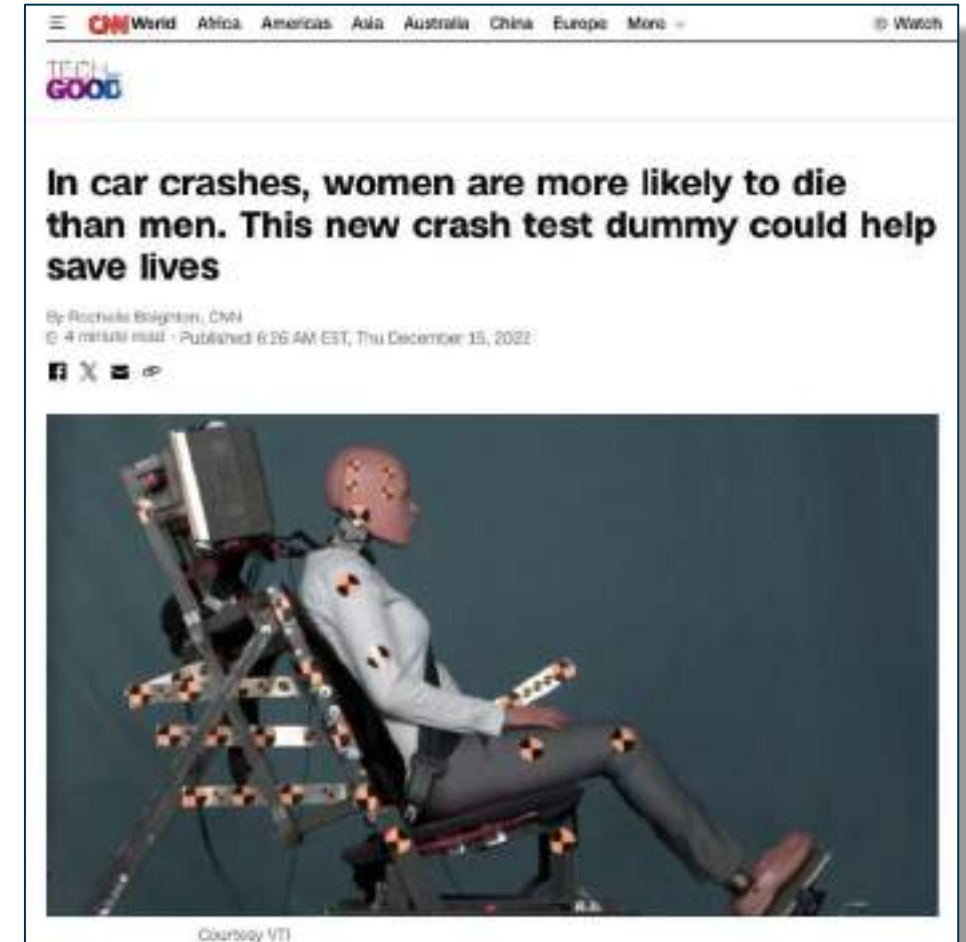 CNN World Africa Americas Asia Australia China Europe More Watch
TECH
GOOD
In car crashes, women are more likely to die
than men. This new crash test dummy could help
save lives
By Rochelle Beighton, CNN
4 minute read · Published 6:26 AM EST, Thu December 15, 2022
Courtesy VTI